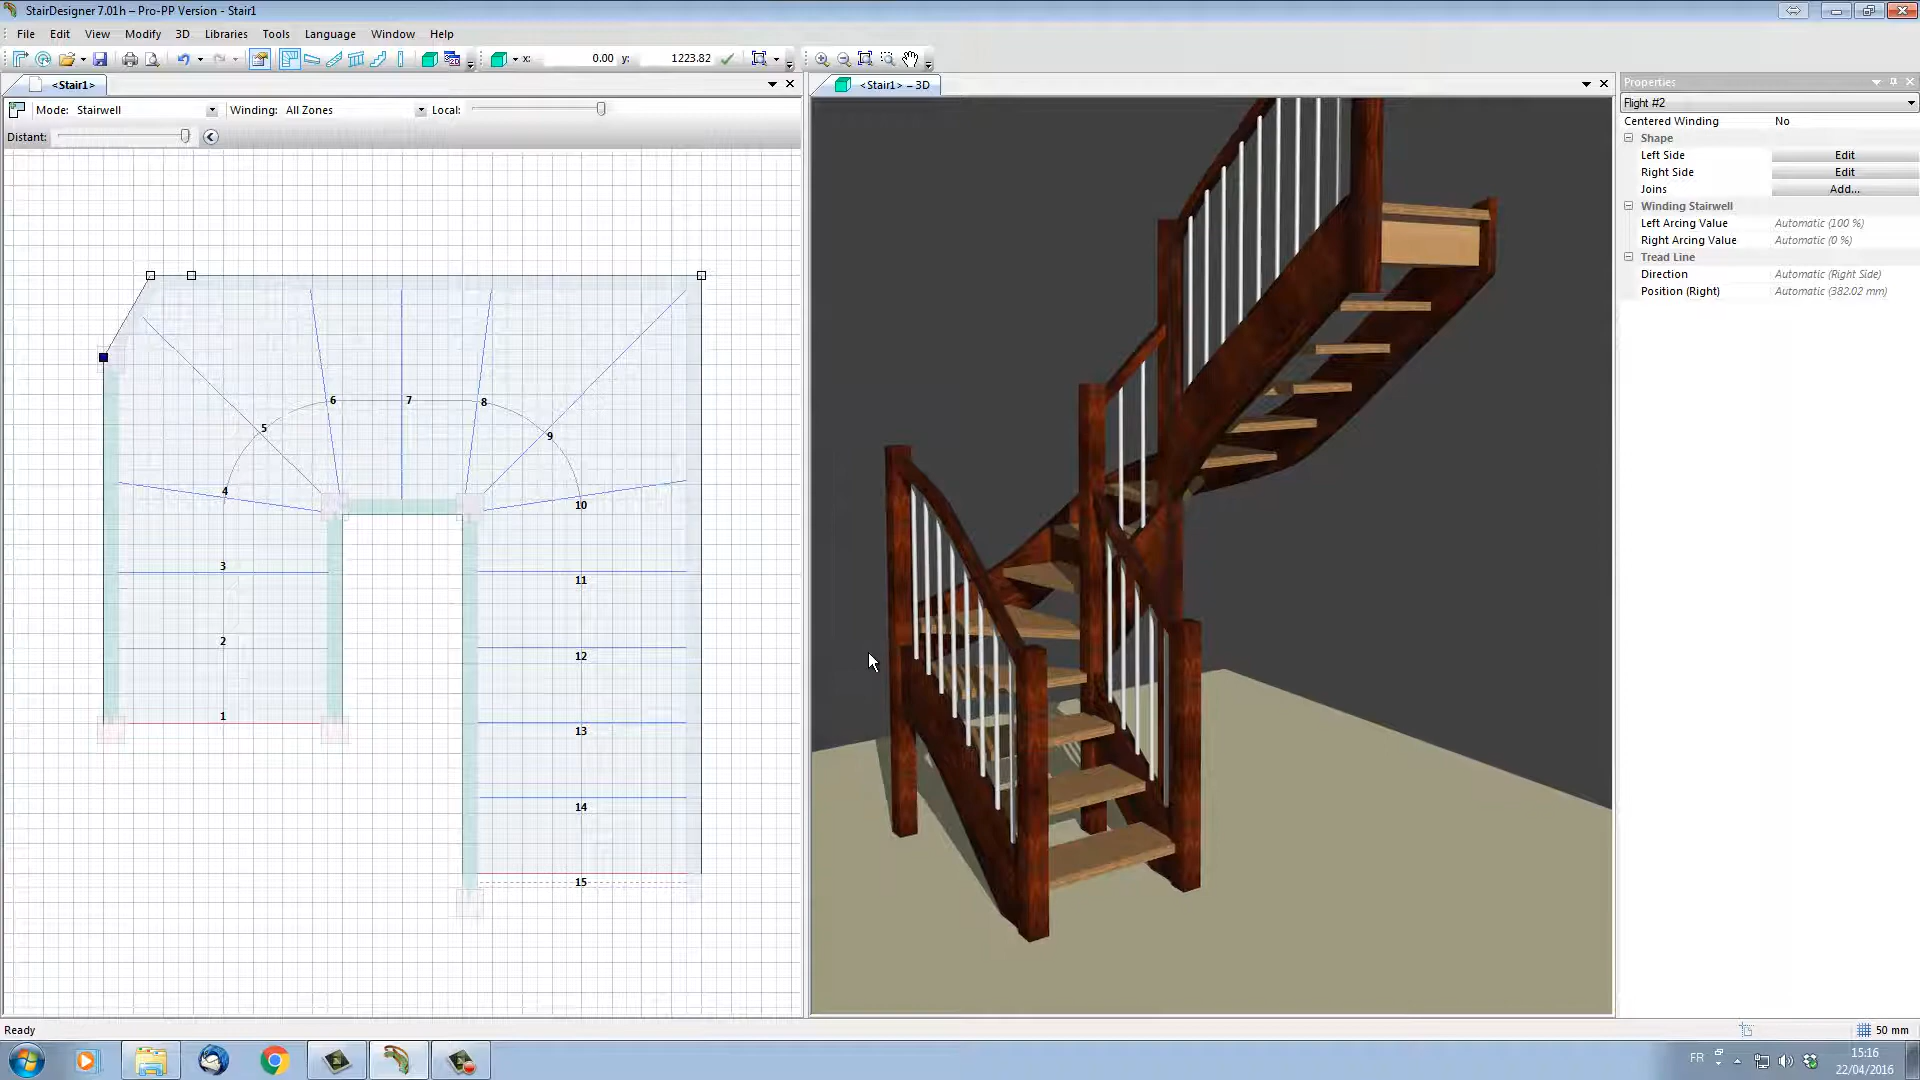 StairDesigner 7.01h – Pro-PP Version - Stair1
File Edit View Modify 3D Libraries Tools Language Window Help
x: 0.00 y: 1223.82
<Stair1>
<Stair1> – 3D
Properties
Mode: Stairwell Winding: All Zones Local:
Distant:
Flight #2
Centered Winding No
Shape
Left Side Edit
Right Side Edit
Joins Add...
Winding Stairwell
Left Arcing Value Automatic (100 %)
Right Arcing Value Automatic (0 %)
Tread Line
Direction Automatic (Right Side)
Position (Right) Automatic (382.02 mm)
6
7
8
5
9
4
10
3
11
2
12
1
13
14
15
Ready
50 mm
FR
15:16
22/04/2016